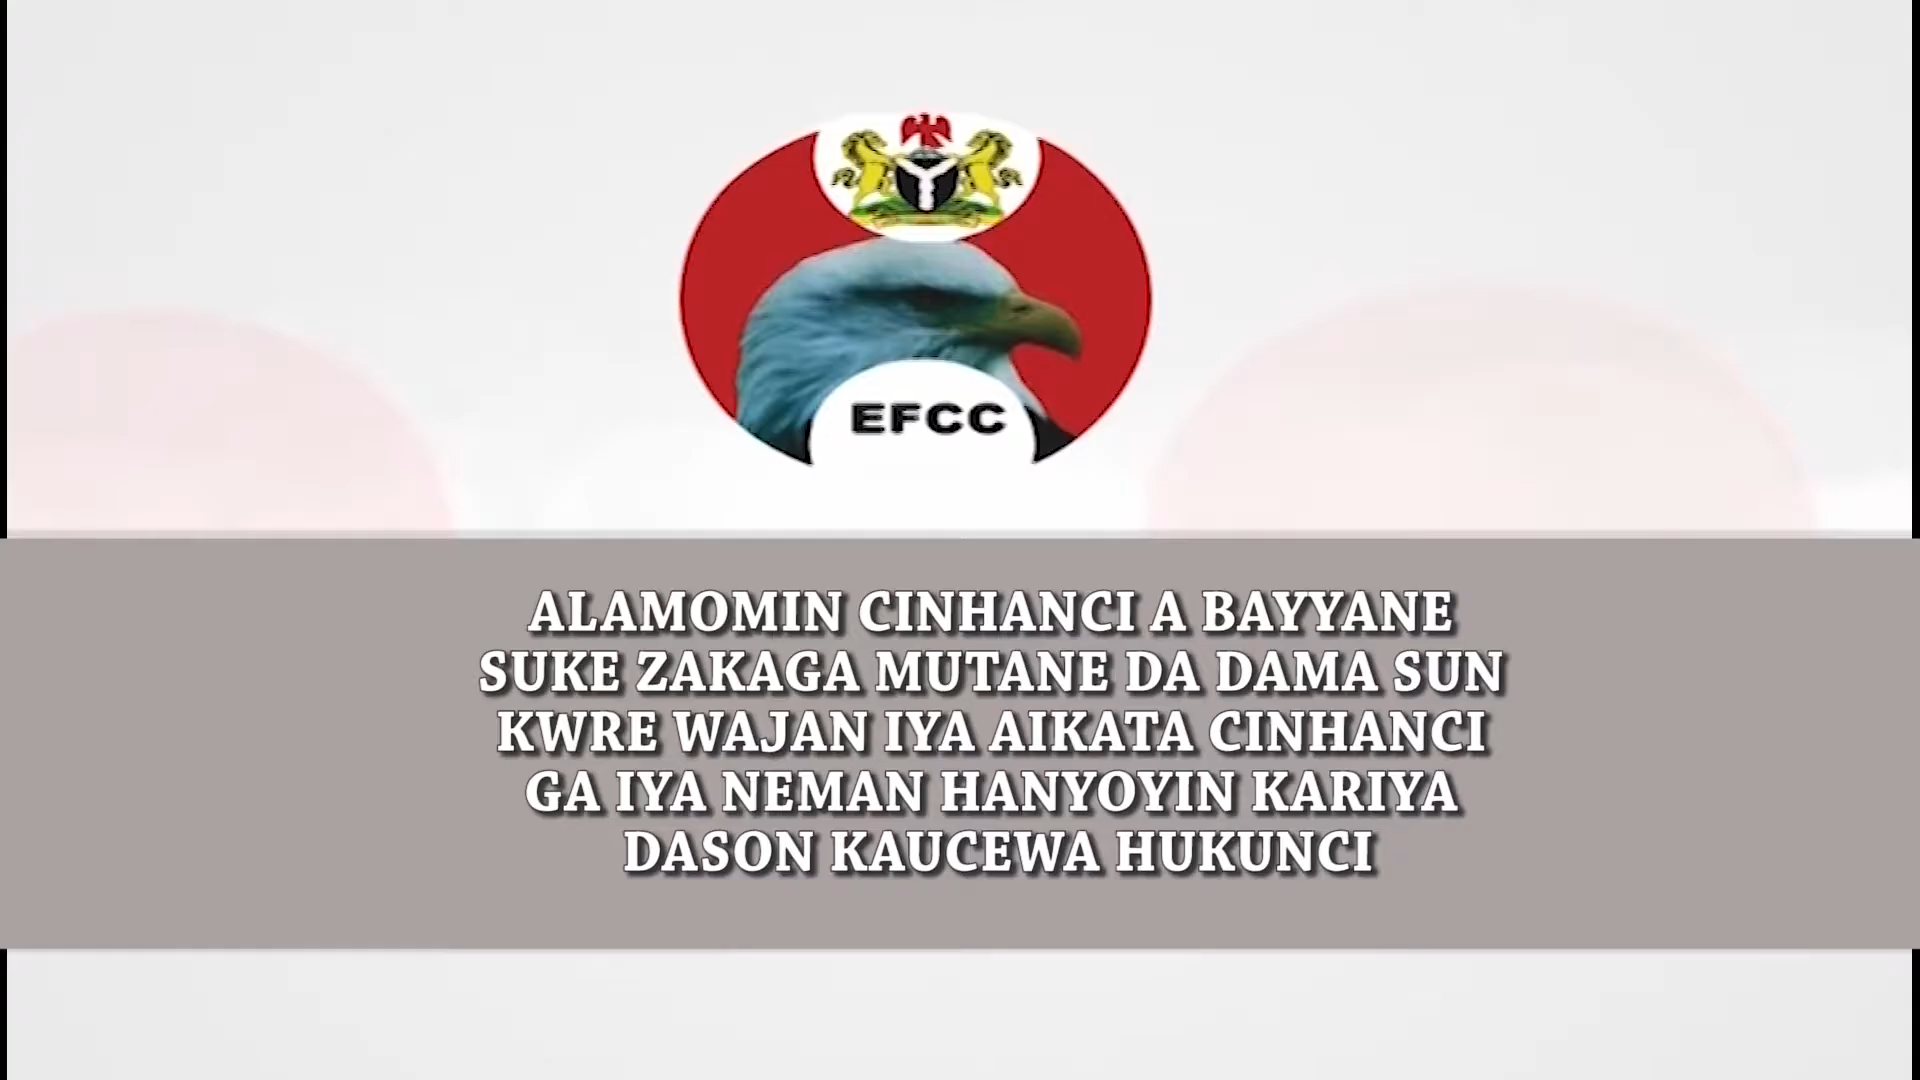 EFCC
ALAMOMIN CINHANCI A BAYYANE
SUKE ZAKAGA MUTANE DA DAMA SUN
KWRE WAJAN IYA AIKATA CINHANCI
GA IYA NEMAN HANYOYIN KARIYA
DASON KAUCEWA HUKUNCI